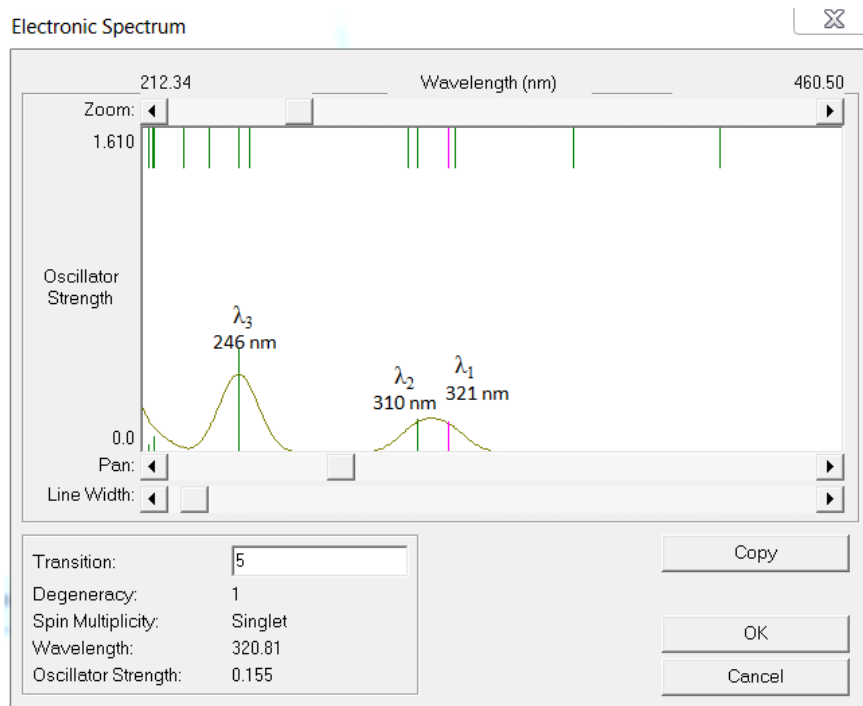 Electronic Spectrum
212.34 Wavelength (nm) 460.50
Zoom:
1.610
Oscillator
Strength
λ3
246 nm
λ2
310 nm
λ1
321 nm
0.0
Pan:
Line Width:
Transition: 5
Degeneracy: 1
Spin Multiplicity: Singlet
Wavelength: 320.81
Oscillator Strength: 0.155
Copy
OK
Cancel